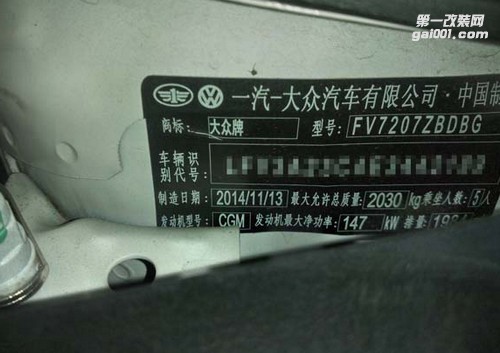 第一改装网
gai001.com
一汽-大众汽车有限公司·中国制
商标: 大众牌 型号: FV7207ZBDBG
车辆识
别代号:
制造日期: 2014/11/13 最大允许总质量: 2030 kg 乘坐人数: 5 人
发动机型号: CGM 发动机最大净功率: 147 kW 排量: